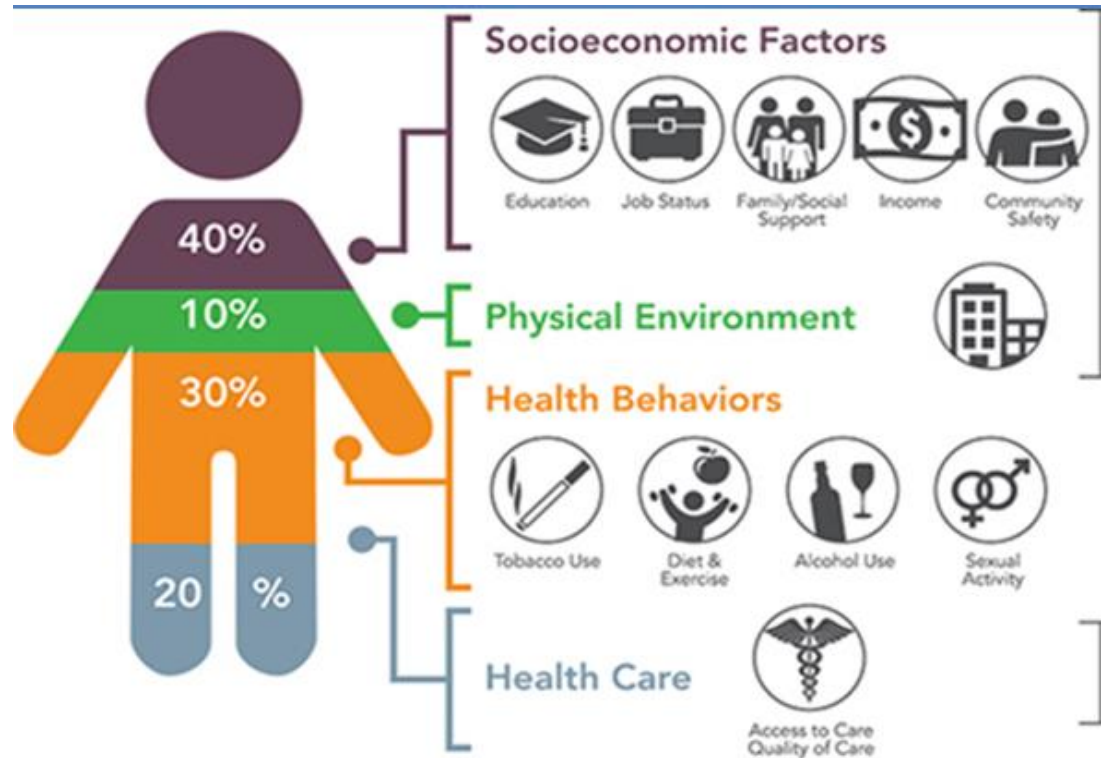 Socioeconomic Factors
Education
Job Status
Family/Social
Support
Income
Community
Safety
40%
10%
Physical Environment
30%
Health Behaviors
Tobacco Use
Diet &
Exercise
Alcohol Use
Sexual
Activity
20 %
Health Care
Access to Care
Quality of Care